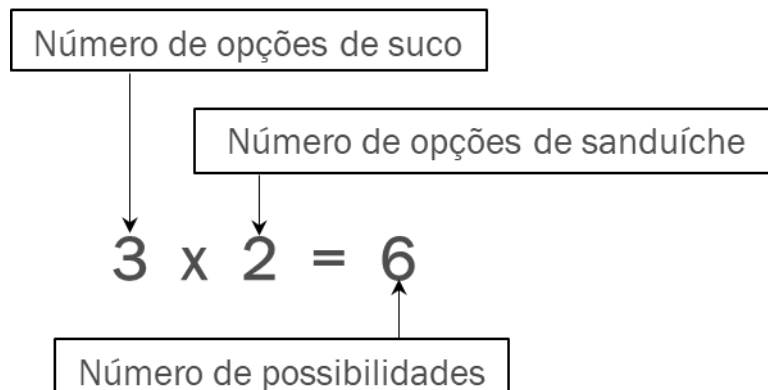 Número de opções de suco
Número de opções de sanduíche
3 x 2 = 6
Número de possibilidades